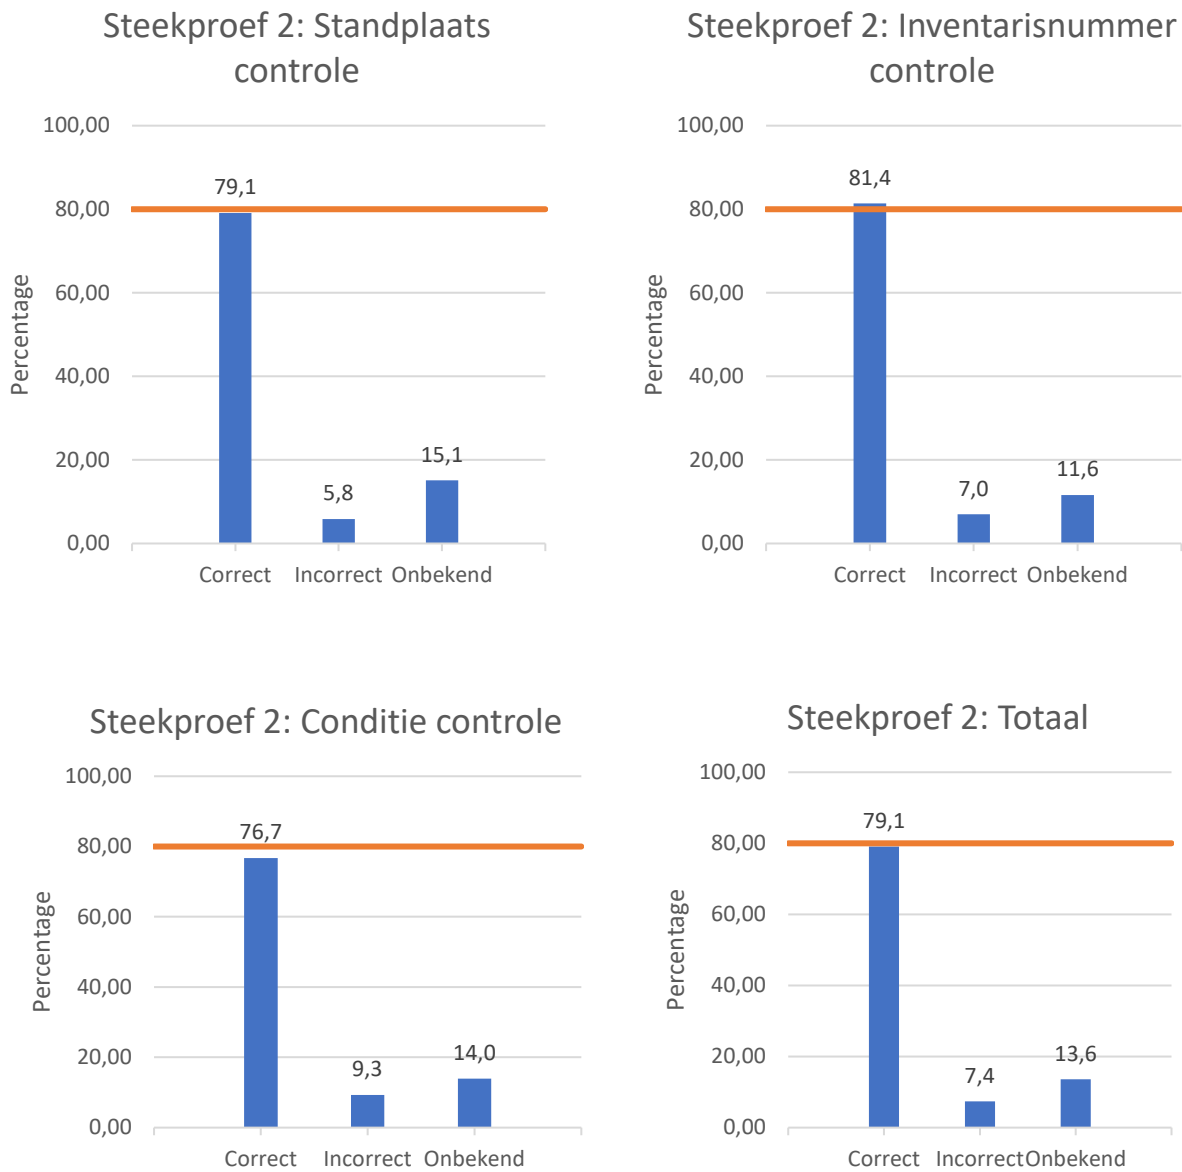 Steekproef 2: Standplaats
controle
100,00
80,00
60,00
40,00
20,00
0,00
Percentage
79,1
5,8
15,1
Correct Incorrect Onbekend
Steekproef 2: Inventarisnummer
controle
100,00
80,00
60,00
40,00
20,00
0,00
Percentage
81,4
7,0
11,6
Correct Incorrect Onbekend
Steekproef 2: Conditie controle
100,00
80,00
60,00
40,00
20,00
0,00
Percentage
76,7
9,3
14,0
Correct Incorrect Onbekend
Steekproef 2: Totaal
100,00
80,00
60,00
40,00
20,00
0,00
Percentage
79,1
7,4
13,6
Correct Incorrect Onbekend